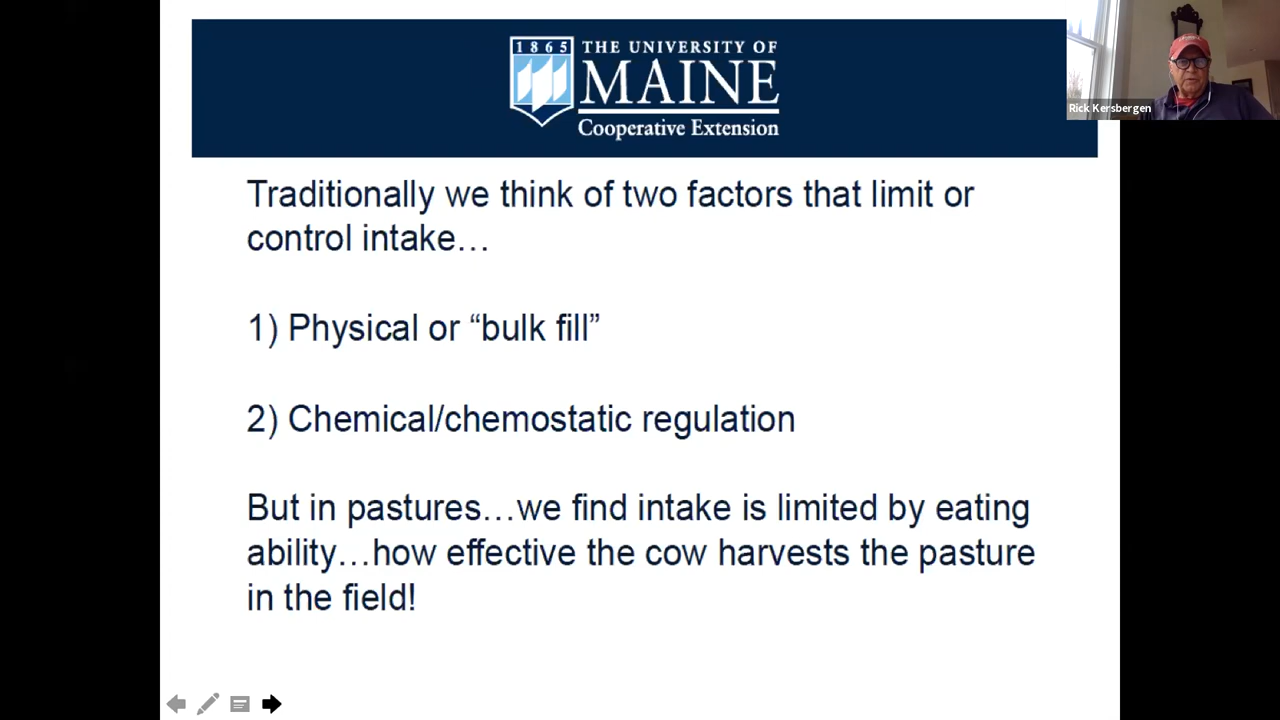 1865
THE UNIVERSITY OF
MAINE
Cooperative Extension
Rick Kersbergen
Traditionally we think of two factors that limit or
control intake…
1) Physical or “bulk fill”
2) Chemical/chemostatic regulation
But in pastures…we find intake is limited by eating
ability…how effective the cow harvests the pasture
in the field!